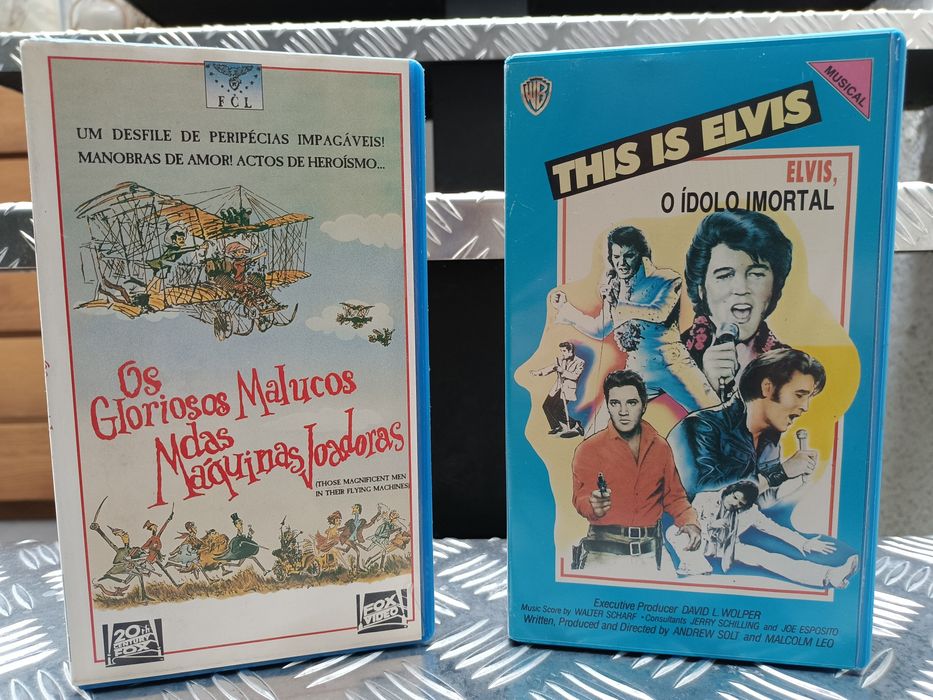 FCL
UM DESFILE DE PERIPÉCIAS IMPAGÁVEIS!
MANOBRAS DE AMOR! ACTOS DE HEROÍSMO...
Os
Gloriosos Malucos
das
Máquinas Voadoras
(THOSE MAGNIFICENT MEN
IN THEIR FLYING MACHINES)
20TH
CENTURY
FOX
FOX
VIDEO
WB
MUSICAL
THIS IS ELVIS
ELVIS,
O ÍDOLO IMORTAL
Executive Producer DAVID L. WOLPER
Music Score by WALTER SCHARF • Consultants JERRY SCHILLING and JOE ESPOSITO
Written, Produced and Directed by ANDREW SOLT and MALCOLM LEO